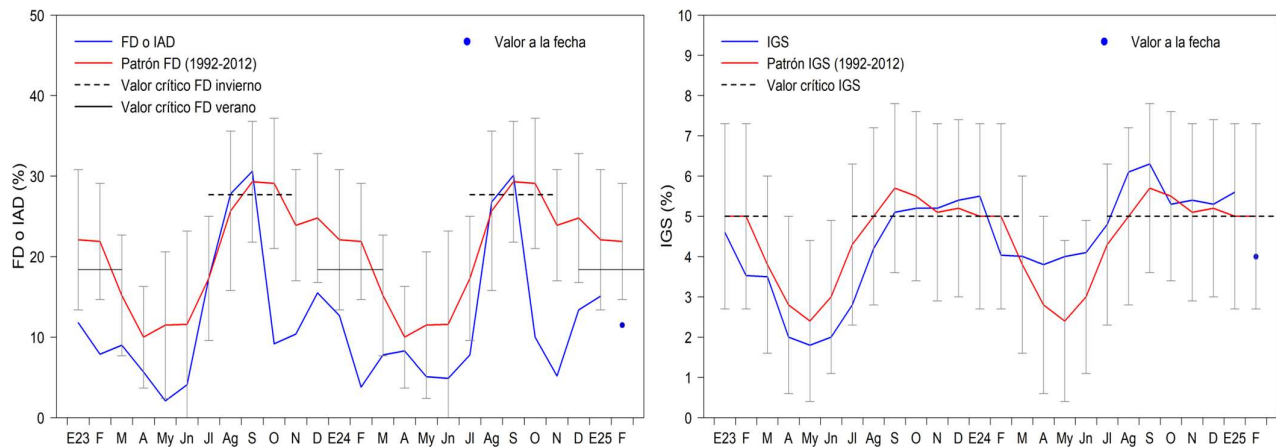 50
40
30
20
10
0
FD o IAD (%)
FD o IAD
Patrón FD (1992-2012)
Valor crítico FD invierno
Valor crítico FD verano
Valor a la fecha
E23 F M A My Jn Jl Ag S O N D E24 F M A My Jn Jl Ag S O N D E25 F
10
9
8
7
6
5
4
3
2
1
0
IGS (%)
IGS
Patrón IGS (1992-2012)
Valor crítico IGS
Valor a la fecha
E23 F M A My Jn Jl Ag S O N D E24 F M A My Jn Jl Ag S O N D E25 F